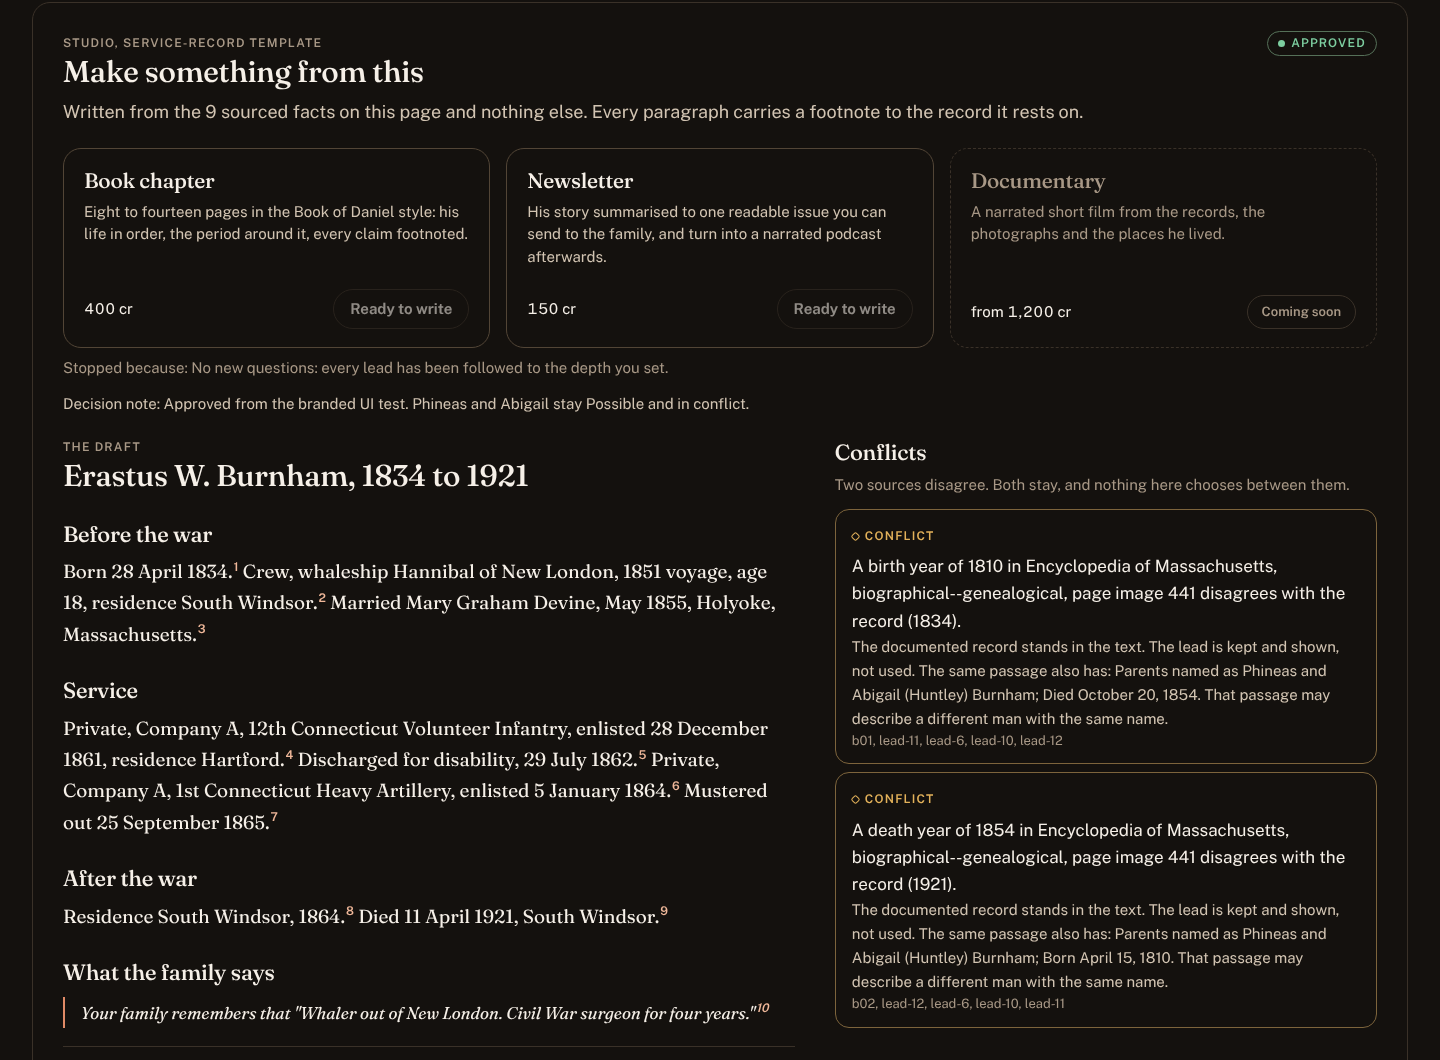 STUDIO, SERVICE-RECORD TEMPLATE
APPROVED
Make something from this
Written from the 9 sourced facts on this page and nothing else. Every paragraph carries a footnote to the record it rests on.
Book chapter
Eight to fourteen pages in the Book of Daniel style: his
life in order, the period around it, every claim footnoted.
400 cr
Ready to write
Newsletter
His story summarised to one readable issue you can
send to the family, and turn into a narrated podcast
afterwards.
150 cr
Ready to write
Documentary
A narrated short film from the records, the
photographs and the places he lived.
from 1,200 cr
Coming soon
Stopped because: No new questions: every lead has been followed to the depth you set.
Decision note: Approved from the branded UI test. Phineas and Abigail stay Possible and in conflict.
THE DRAFT
Erastus W. Burnham, 1834 to 1921
Before the war
Born 28 April 1834.1 Crew, whaleship Hannibal of New London, 1851 voyage, age
18, residence South Windsor.2 Married Mary Graham Devine, May 1855, Holyoke,
Massachusetts.3
Service
Private, Company A, 12th Connecticut Volunteer Infantry, enlisted 28 December
1861, residence Hartford.4 Discharged for disability, 29 July 1862.5 Private,
Company A, 1st Connecticut Heavy Artillery, enlisted 5 January 1864.6 Mustered
out 25 September 1865.7
After the war
Residence South Windsor, 1864.8 Died 11 April 1921, South Windsor.9
What the family says
Your family remembers that "Whaler out of New London. Civil War surgeon for four years."10
Conflicts
Two sources disagree. Both stay, and nothing here chooses between them.
◇ CONFLICT
A birth year of 1810 in Encyclopedia of Massachusetts,
biographical--genealogical, page image 441 disagrees with the
record (1834).
The documented record stands in the text. The lead is kept and shown,
not used. The same passage also has: Parents named as Phineas and
Abigail (Huntley) Burnham; Died October 20, 1854. That passage may
describe a different man with the same name.
b01, lead-11, lead-6, lead-10, lead-12
◇ CONFLICT
A death year of 1854 in Encyclopedia of Massachusetts,
biographical--genealogical, page image 441 disagrees with the
record (1921).
The documented record stands in the text. The lead is kept and shown,
not used. The same passage also has: Parents named as Phineas and
Abigail (Huntley) Burnham; Born April 15, 1810. That passage may
describe a different man with the same name.
b02, lead-12, lead-6, lead-10, lead-11